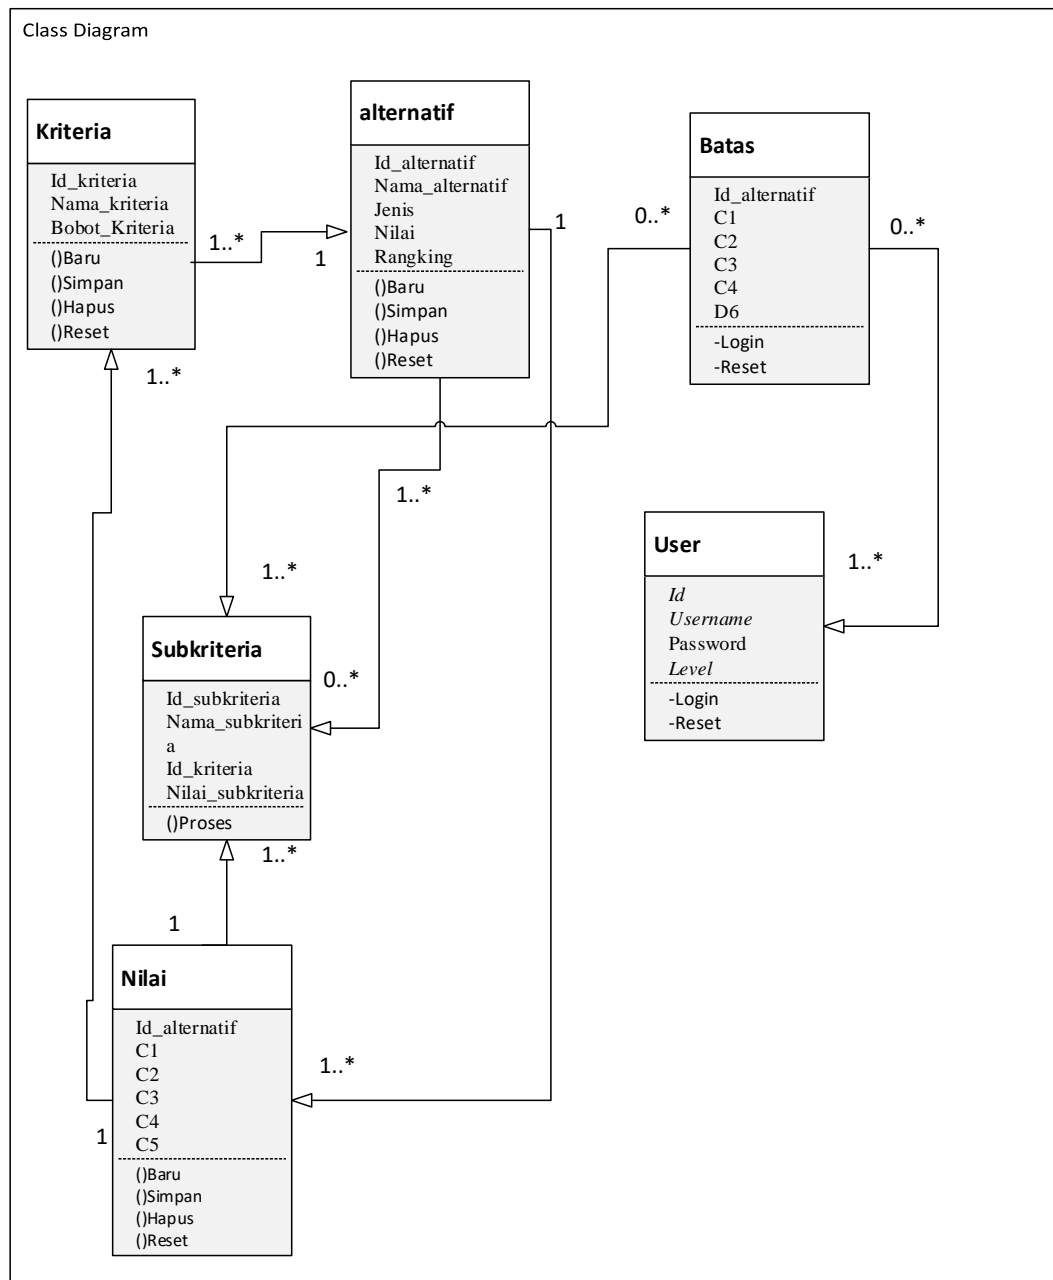 Class Diagram
Kriteria
Id_kriteria
Nama_kriteria
Bobot_Kriteria
()Baru
()Simpan
()Hapus
()Reset
1..*
1
alternatif
Id_alternatif
Nama_alternatif
Jenis
Nilai
Rangking
()Baru
()Simpan
()Hapus
()Reset
1
0..*
Batas
Id_alternatif
C1
C2
C3
C4
D6
-Login
-Reset
0..*
1..*
1..*
1..*
User
Id
Username
Password
Level
-Login
-Reset
1..*
Subkriteria
Id_subkriteria
Nama_subkriteri
a
Id_kriteria
Nilai_subkriteria
()Proses
0..*
1..*
1
Nilai
Id_alternatif
C1
C2
C3
C4
C5
()Baru
()Simpan
()Hapus
()Reset
1..*
1